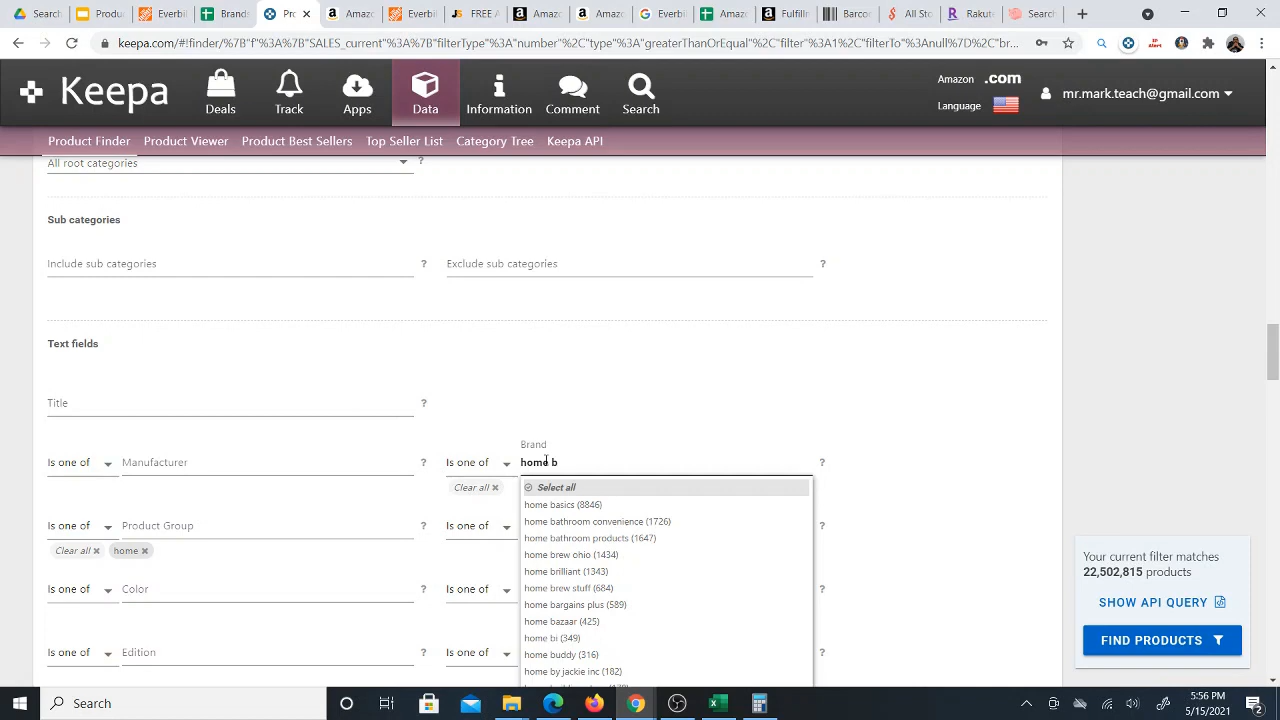 Search
Prod
Everbi
Brand
Pro
Amaz
Everbil
FREE A
Amaz
Amaz
Everbil
Amaz
Fulfillr
Barco
All Sto
Rakut
Search
keepa.com/#!finder/%7B"f"%3A%7B"SALES_current"%3A%7B"filterType"%3A"number"%2C"type"%3A"greaterThanOrEqual"%2C"filter"%3A1%2C"filterTo"%3Anull%7D%2C"br...
Keepa
Deals
Track
Apps
Data
Information
Comment
Search
Amazon .com
Language
mr.mark.teach@gmail.com
Product Finder
Product Viewer
Product Best Sellers
Top Seller List
Category Tree
Keepa API
All root categories
?
Sub categories
Include sub categories ?
Exclude sub categories ?
Text fields
Title ?
Brand
Is one of Manufacturer ?
Is one of home b ?
Clear all ×
Select all
home basics (8846)
home bathroom convenience (1726)
home bathroom products (1647)
home brew ohio (1434)
home brilliant (1343)
home brew stuff (684)
home bargains plus (589)
home bazaar (425)
home bi (349)
home buddy (316)
home by jackie inc (182)
Is one of Product Group ?
Is one of ?
Clear all × home ×
Is one of Color ?
Is one of ?
Is one of Edition ?
Is one of ?
Your current filter matches
22,502,815 products
SHOW API QUERY
FIND PRODUCTS
Search
5:56 PM
5/15/2021
2